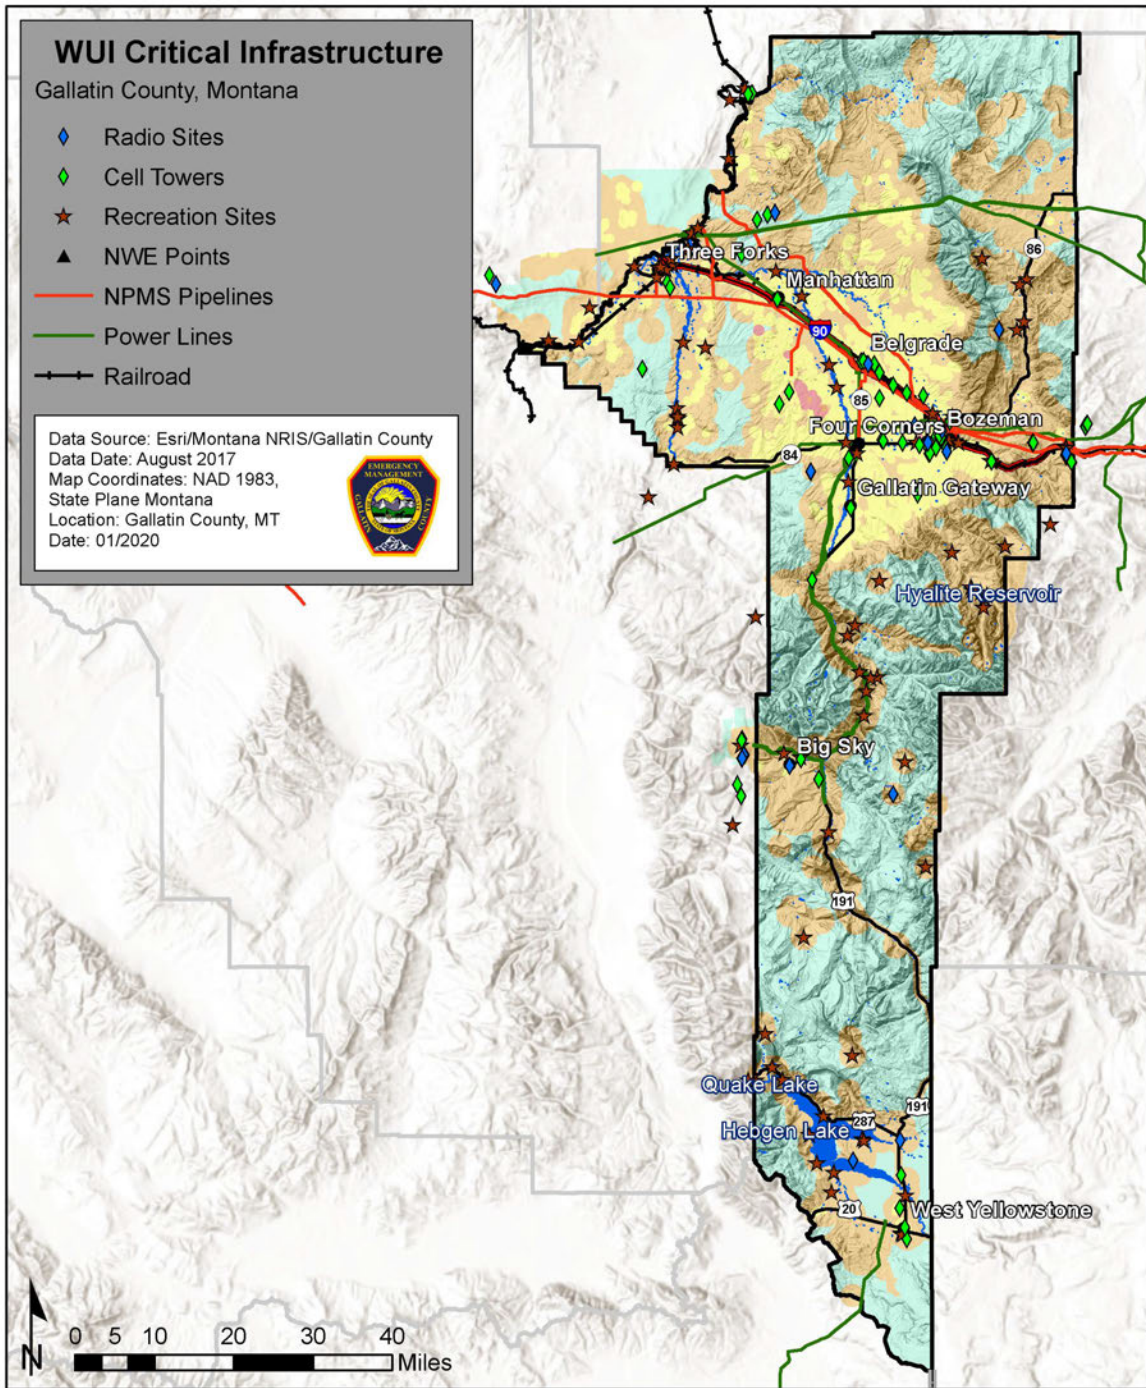 WUI Critical Infrastructure
Gallatin County, Montana
Radio Sites
Cell Towers
Recreation Sites
NWE Points
NPMS Pipelines
Power Lines
Railroad
Data Source: Esri/Montana NRIS/Gallatin County
Data Date: August 2017
Map Coordinates: NAD 1983,
State Plane Montana
Location: Gallatin County, MT
Date: 01/2020
EMERGENCY
MANAGEMENT
GALLATIN
COUNTY
86
Three Forks
Manhattan
90
Belgrade
85
Bozeman
Four Corners
84
Gallatin Gateway
Hyalite Reservoir
Big Sky
191
Quake Lake
191
287
Hebgen Lake
20
West Yellowstone
N
0 5 10 20 30 40
Miles